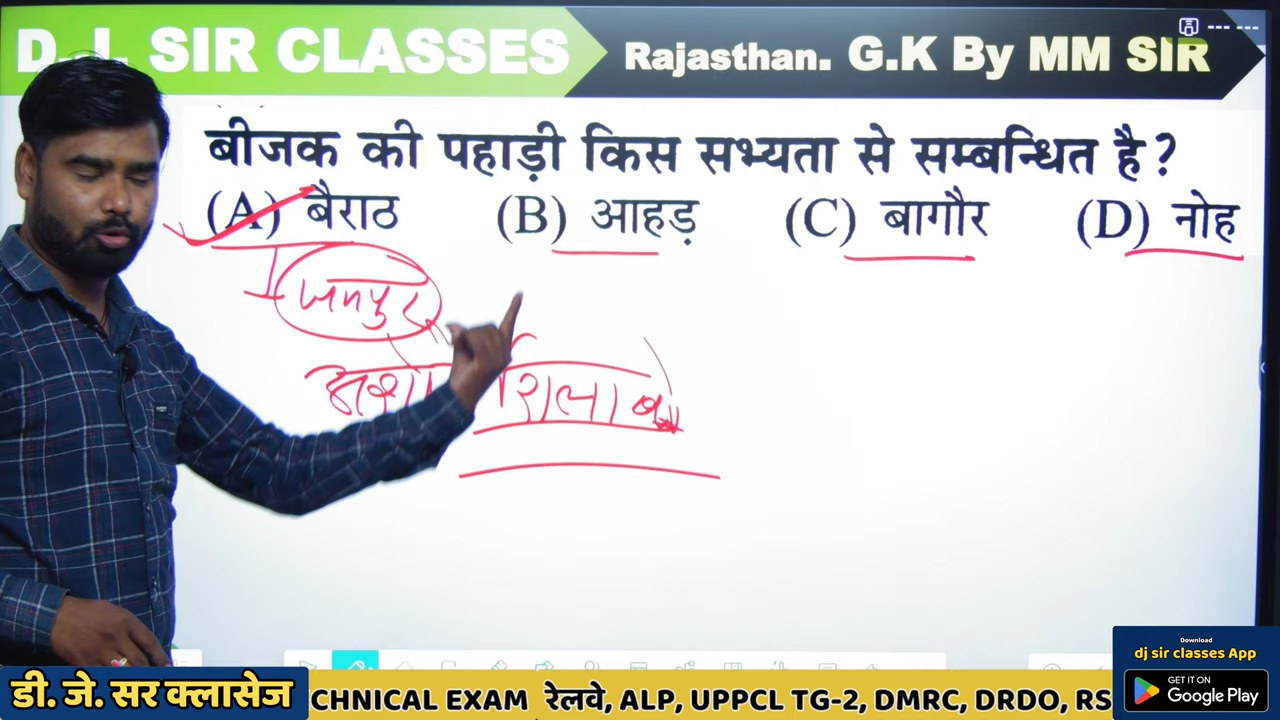 D.J. SIR CLASSES
Rajasthan. G.K By MM SIR
बीजक की पहाड़ी किस सभ्यता से सम्बन्धित है?
(A) बैराठ (B) आहड़ (C) बागौर (D) नोह
जयपुर
शिला
डी. जे. सर क्लासेज
CHNICAL EXAM रेलवे, ALP, UPPCL TG-2, DMRC, DRDO, RS
Download
dj sir classes App
GET IT ON
Google Play